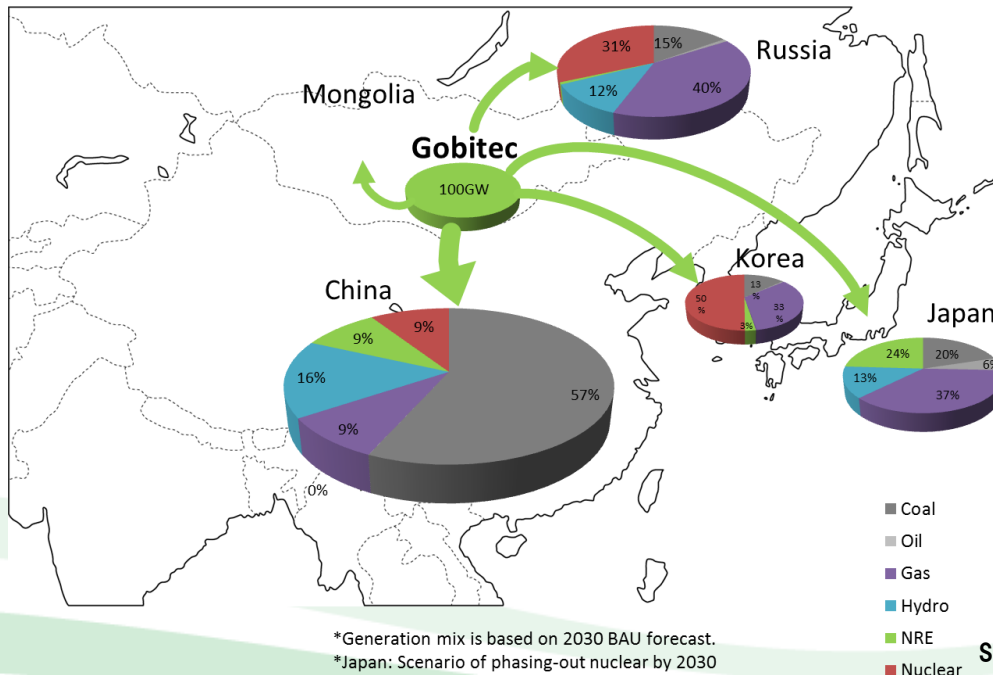 Russia
31%
15%
40%
12%
Mongolia
Gobitec
100GW
Korea
13
%
50
%
33
%
3%
China
9%
9%
16%
57%
9%
0%
Japan
24%
20%
6%
13%
37%
Coal
Oil
Gas
Hydro
NRE
Nuclear
*Generation mix is based on 2030 BAU forecast.
*Japan: Scenario of phasing-out nuclear by 2030
S